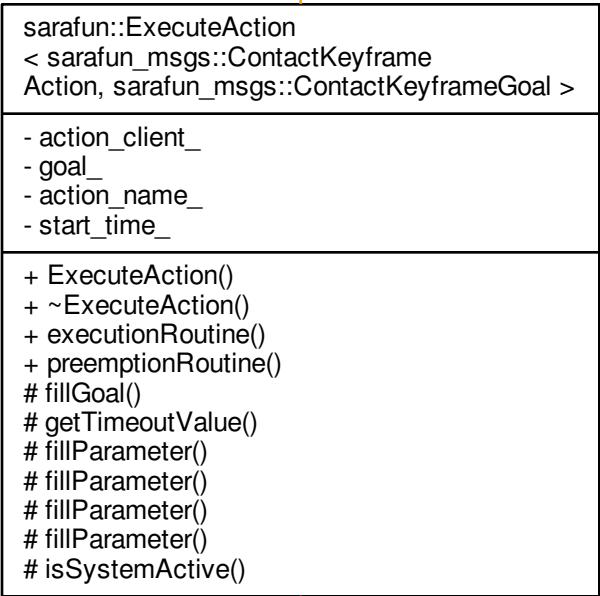 sarafun::ExecuteAction
< sarafun_msgs::ContactKeyframe
Action, sarafun_msgs::ContactKeyframeGoal >
- action_client_
- goal_
- action_name_
- start_time_
+ ExecuteAction()
+ ~ExecuteAction()
+ executionRoutine()
+ preemptionRoutine()
# fillGoal()
# getTimeoutValue()
# fillParameter()
# fillParameter()
# fillParameter()
# fillParameter()
# isSystemActive()